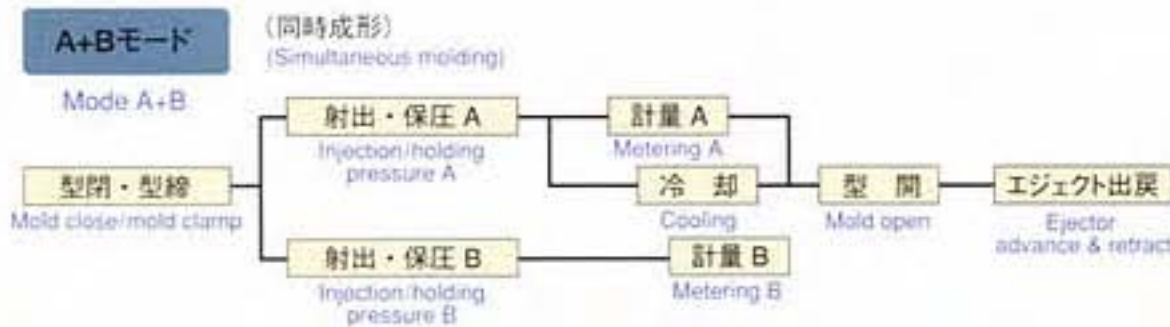 A+Bモード
(同時成形)
(Simultaneous molding)
Mode A+B
射出・保圧 A
Injection/holding
pressure A
計量 A
Metering A
型閉・型締
Mold close/mold clamp
冷 却
Cooling
型 開
Mold open
エジェクト出戻
Ejector
advance & retract
射出・保圧 B
Injection/holding
pressure B
計量 B
Metering B